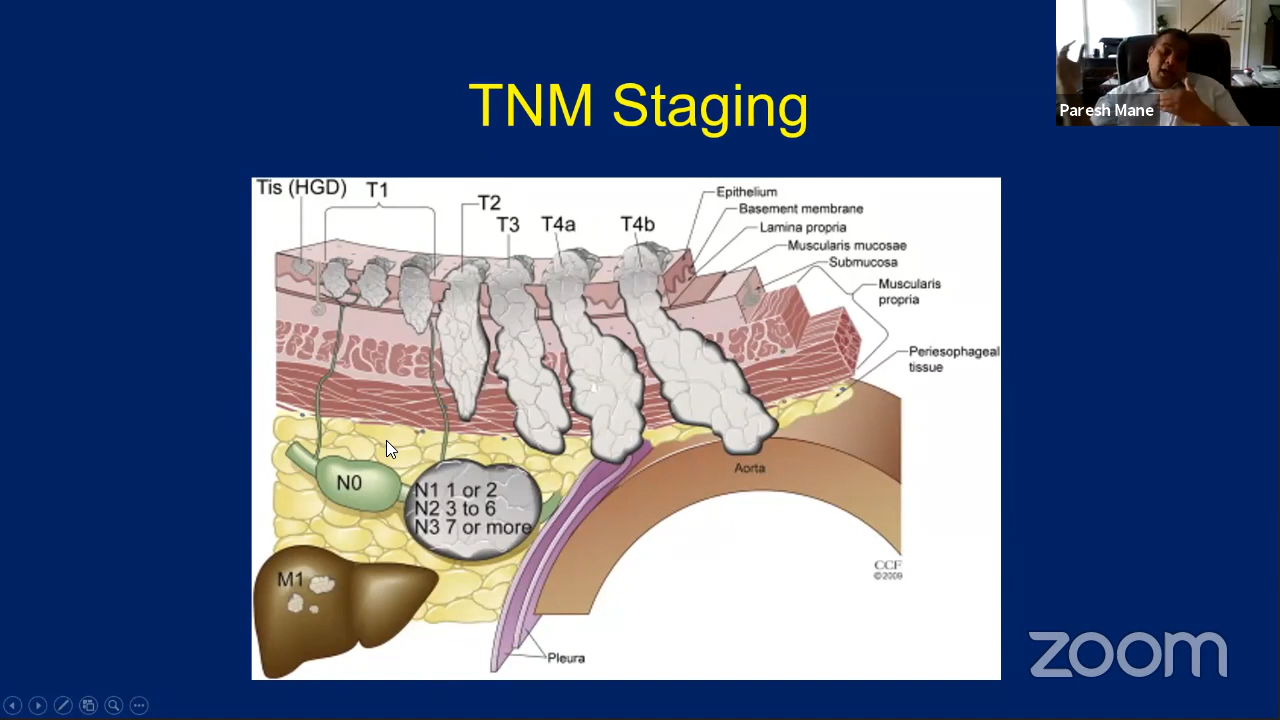 TNM Staging
Paresh Mane
Tis (HGD)
T1
T2
T3
T4a
T4b
Epithelium
Basement membrane
Lamina propria
Muscularis mucosae
Submucosa
Muscularis
propria
Periesophageal
tissue
N0
N1 1 or 2
N2 3 to 6
N3 7 or more
Aorta
M1
Pleura
CCF
©2009
zoom